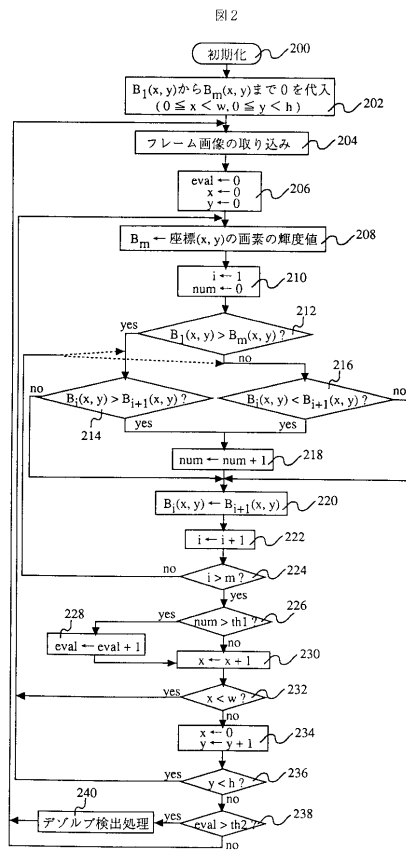 図2
初期化
200
B1(x, y)からBm(x, y)まで0を代入
(0≦x<w, 0≦y<h)
202
フレーム画像の取り込み
204
eval ← 0
x ← 0
y ← 0
206
Bm ← 座標(x, y)の画素の輝度値
208
i ← 1
num ← 0
210
212
yes
B1(x, y) > Bm(x, y) ?
no
216
no
Bi(x, y) > Bi+1(x, y) ?
Bi(x, y) < Bi+1(x, y) ?
no
214
yes
yes
num ← num + 1
218
Bi(x, y) ← Bi+1(x, y)
220
i ← i + 1
222
no
i > m ?
224
yes
226
228
yes
num > th1 ?
eval ← eval + 1
no
x ← x + 1
230
yes
x < w ?
232
no
x ← 0
y ← y + 1
234
yes
y < h ?
236
no
240
デゾルブ検出処理
yes
eval > th2 ?
238
no